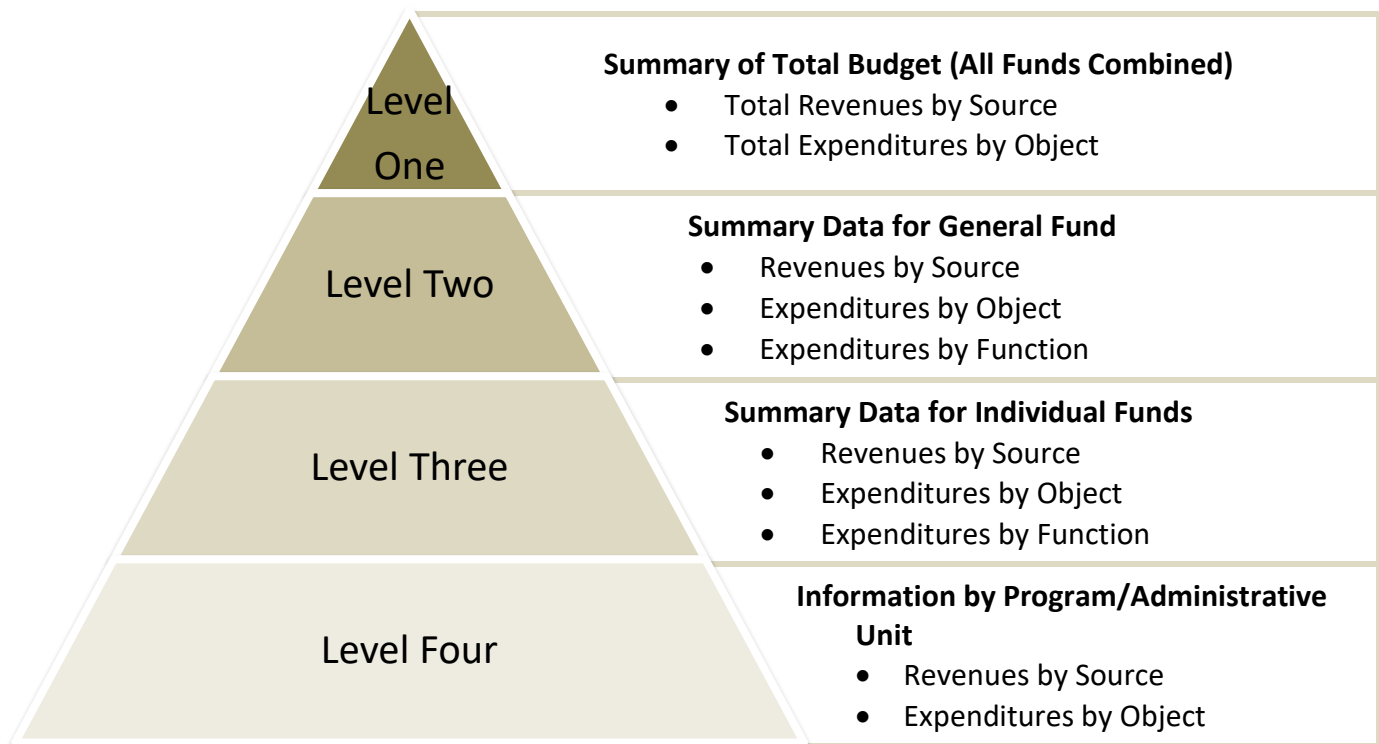 Level
One
Summary of Total Budget (All Funds Combined)
• Total Revenues by Source
• Total Expenditures by Object
Level Two
Summary Data for General Fund
• Revenues by Source
• Expenditures by Object
• Expenditures by Function
Level Three
Summary Data for Individual Funds
• Revenues by Source
• Expenditures by Object
• Expenditures by Function
Level Four
Information by Program/Administrative
Unit
• Revenues by Source
• Expenditures by Object